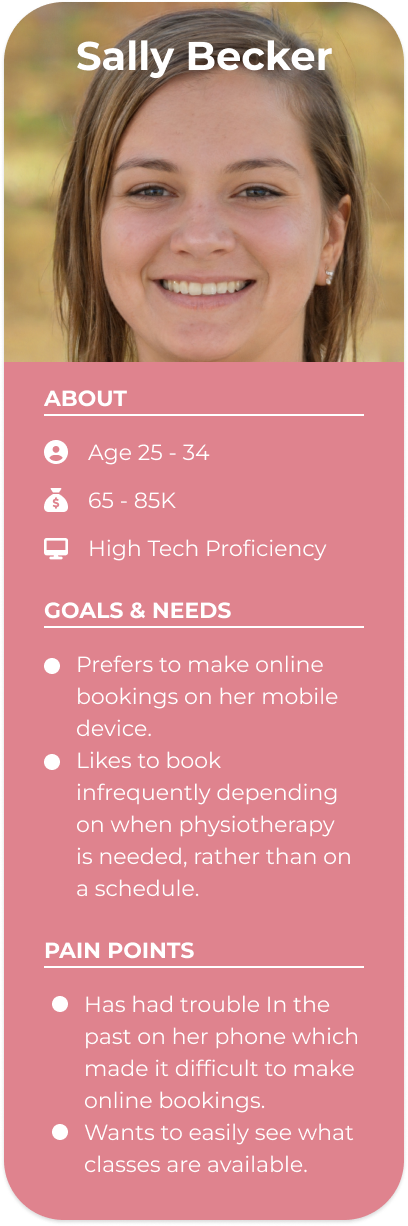 Sally Becker
ABOUT
Age 25 - 34
$
65 - 85K
High Tech Proficiency
GOALS & NEEDS
Prefers to make online
bookings on her mobile
device.
Likes to book
infrequently depending
on when physiotherapy
is needed, rather than on
a schedule.
PAIN POINTS
Has had trouble In the
past on her phone which
made it difficult to make
online bookings.
Wants to easily see what
classes are available.